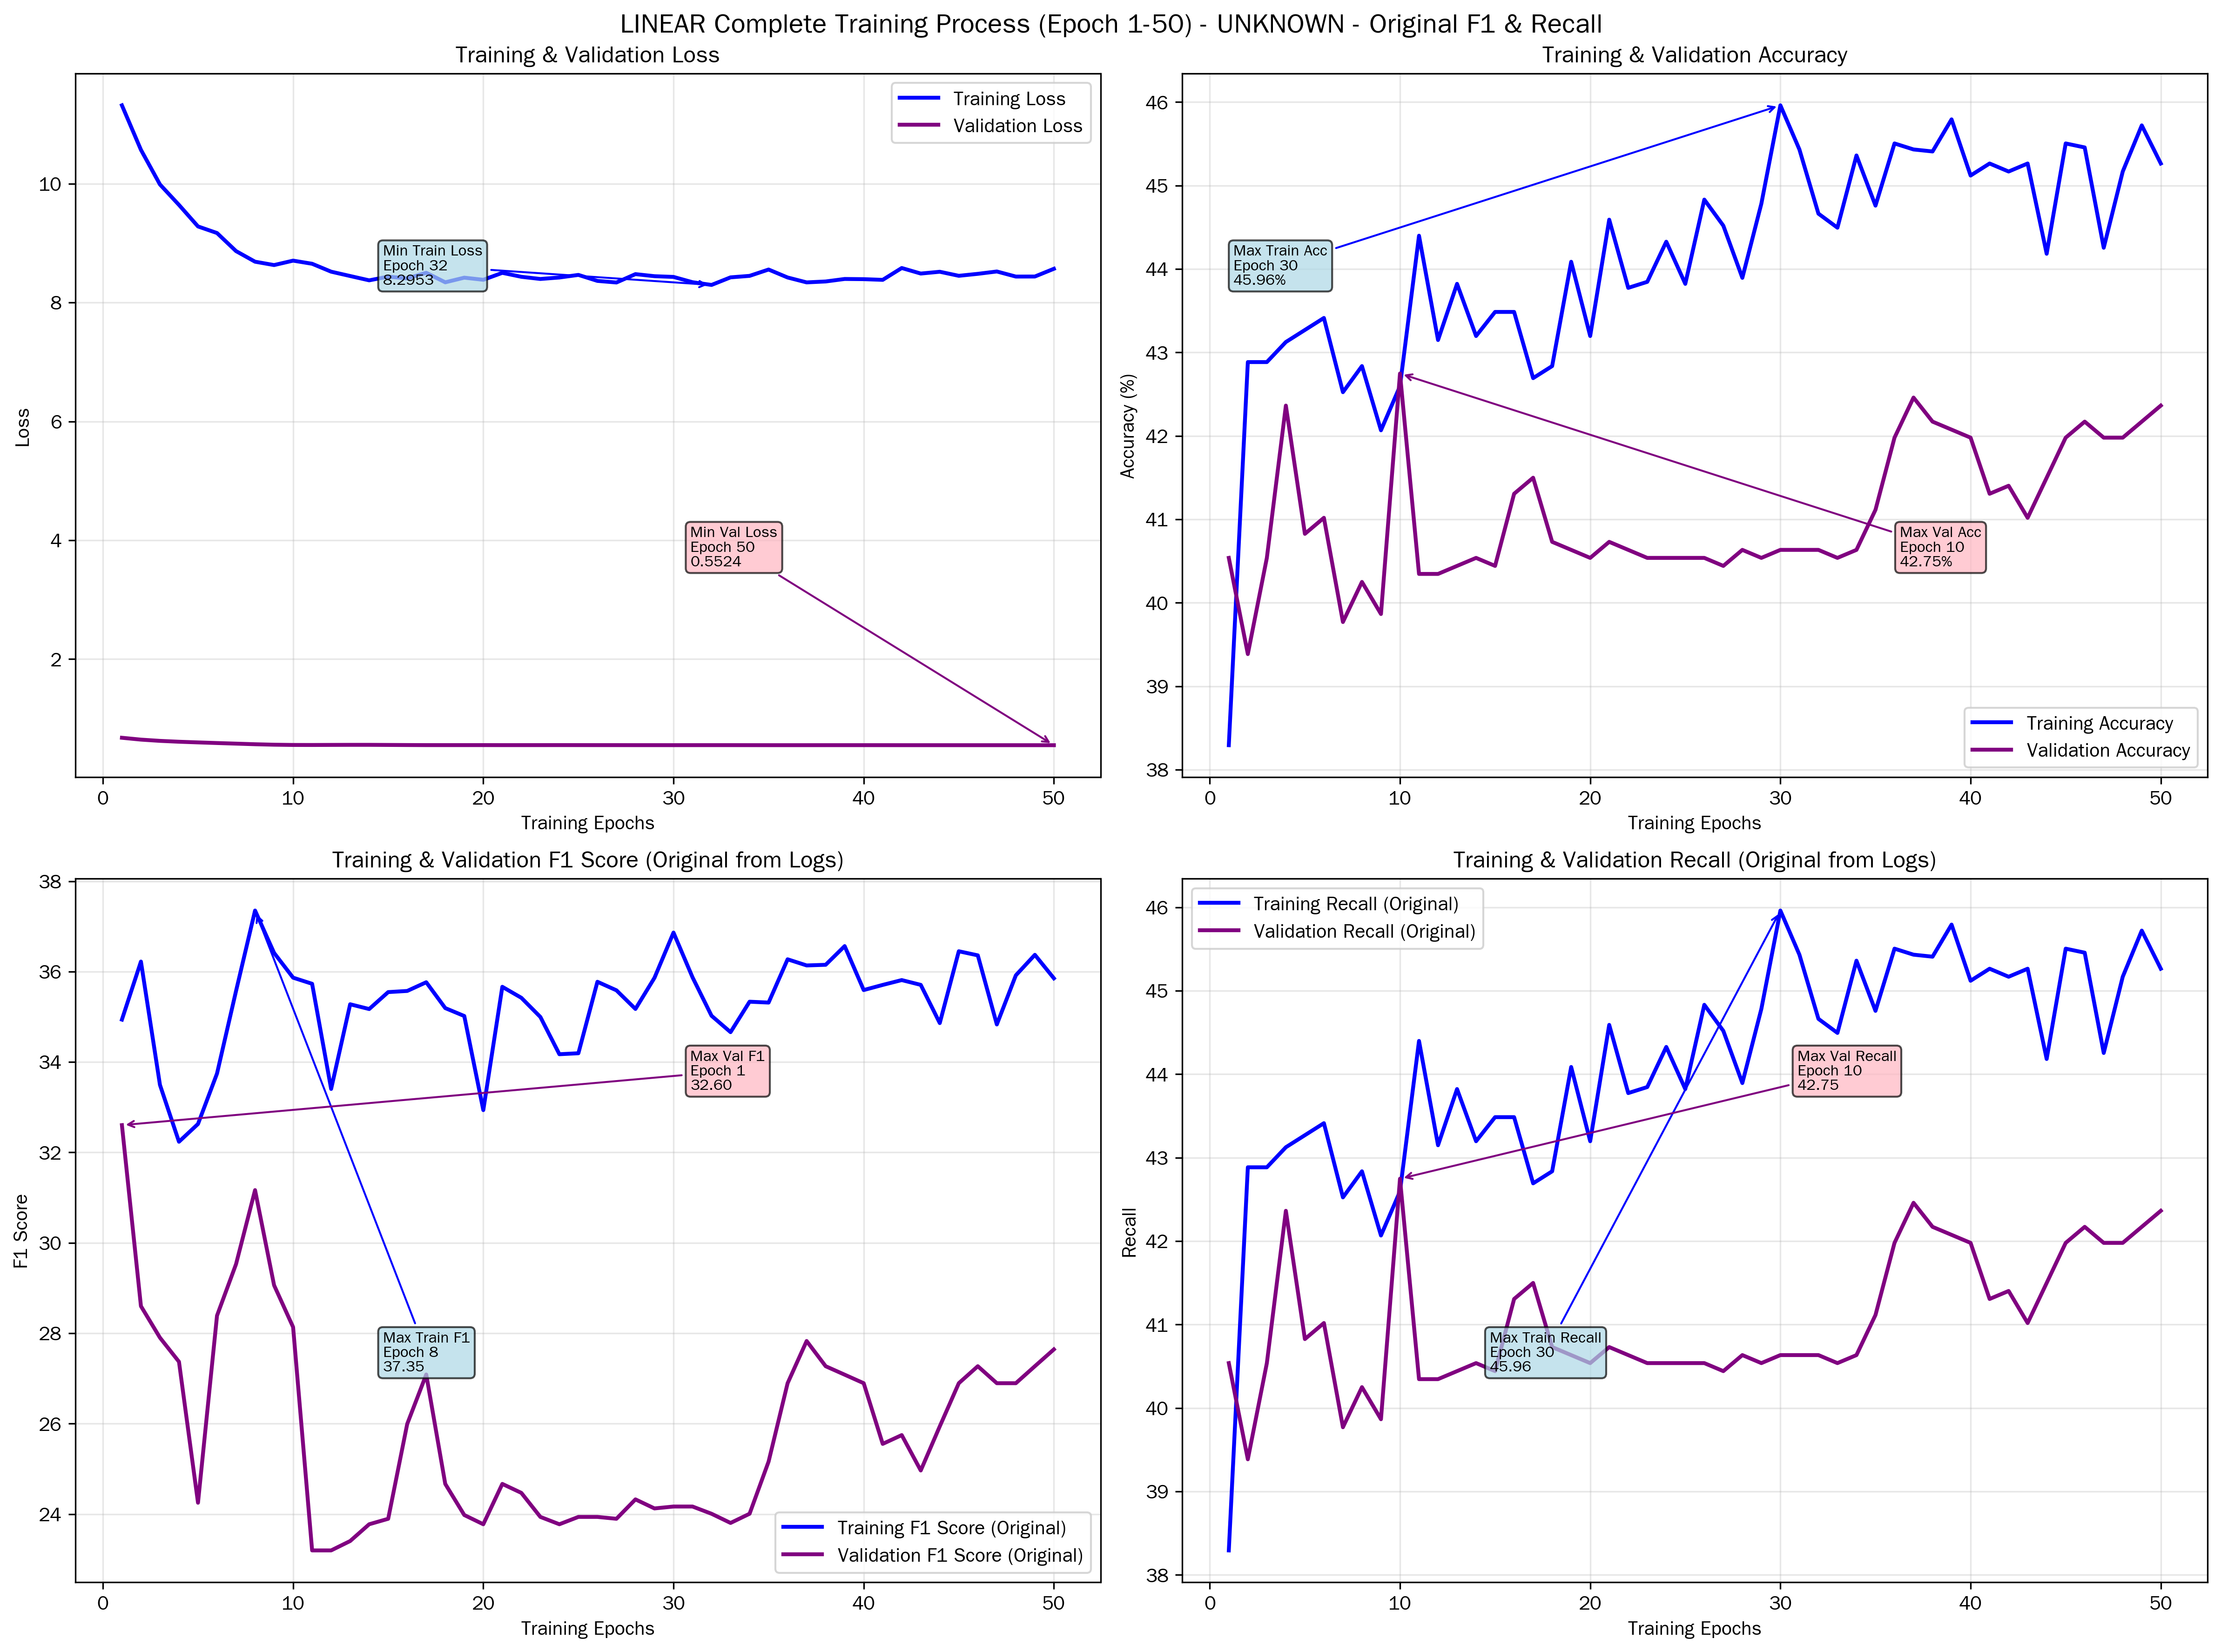 LINEAR Complete Training Process (Epoch 1-50) - UNKNOWN - Original F1 & Recall
Training & Validation Loss
Training Loss
Validation Loss
Min Train Loss
Epoch 32
8.2953
Min Val Loss
Epoch 50
0.5524
Loss
10
8
6
4
2
0
10
20
30
40
50
Training Epochs
Training & Validation Accuracy
Max Train Acc
Epoch 30
45.96%
Max Val Acc
Epoch 10
42.75%
Training Accuracy
Validation Accuracy
Accuracy (%)
46
45
44
43
42
41
40
39
38
0
10
20
30
40
50
Training Epochs
Training & Validation F1 Score (Original from Logs)
Max Val F1
Epoch 1
32.60
Max Train F1
Epoch 8
37.35
Training F1 Score (Original)
Validation F1 Score (Original)
F1 Score
38
36
34
32
30
28
26
24
0
10
20
30
40
50
Training Epochs
Training & Validation Recall (Original from Logs)
Training Recall (Original)
Validation Recall (Original)
Max Val Recall
Epoch 10
42.75
Max Train Recall
Epoch 30
45.96
Recall
46
45
44
43
42
41
40
39
38
0
10
20
30
40
50
Training Epochs